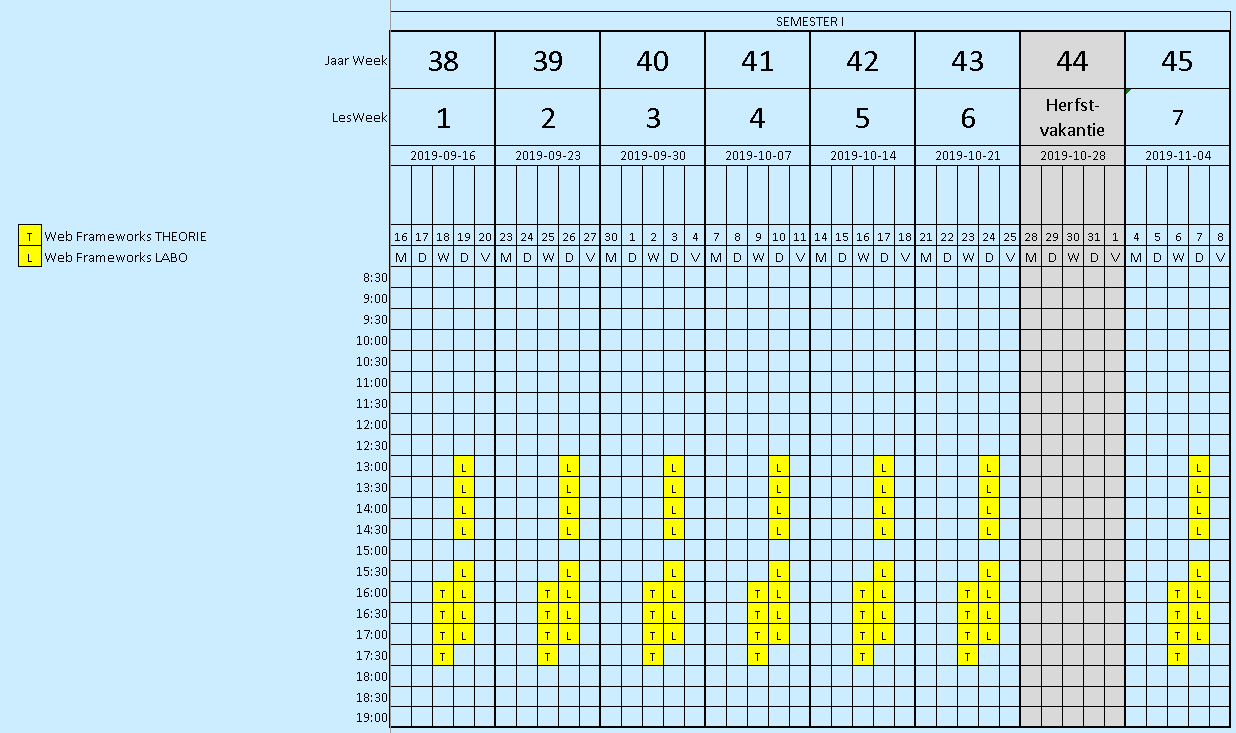 SEMESTER I
Jaar Week 38 39 40 41 42 43 44 45
LesWeek 1 2 3 4 5 6 Herfst-vakantie 7
2019-09-16 2019-09-23 2019-09-30 2019-10-07 2019-10-14 2019-10-21 2019-10-28 2019-11-04
T Web Frameworks THEORIE 16 17 18 19 20 23 24 25 26 27 30 1 2 3 4 7 8 9 10 11 14 15 16 17 18 21 22 23 24 25 28 29 30 31 1 4 5 6 7 8
L Web Frameworks LABO M D W D V M D W D V M D W D V M D W D V M D W D V M D W D V M D W D V M D W D V
8:30
9:00
9:30
10:00
10:30
11:00
11:30
12:00
12:30
13:00 L L L L L L L
13:30 L L L L L L L
14:00 L L L L L L L
14:30 L L L L L L L
15:00
15:30 L L L L L L L
16:00 T L T L T L T L T L T L T L
16:30 T L T L T L T L T L T L T L
17:00 T L T L T L T L T L T L T L
17:30 T T T T T T T
18:00
18:30
19:00